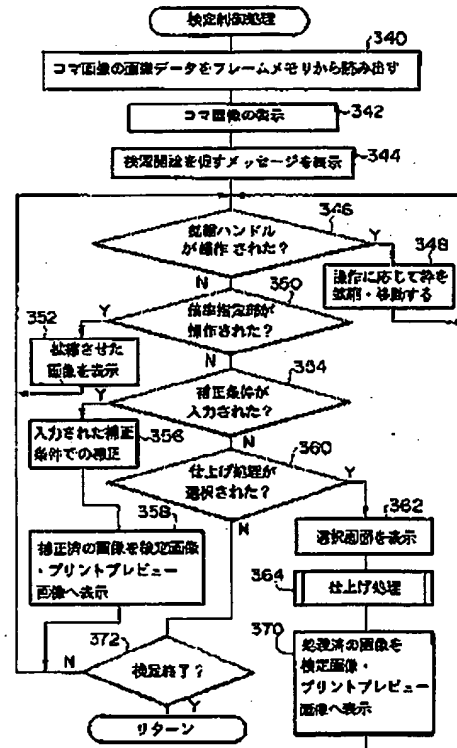 検定制御処理
340
コマ画像の画像データをフレームメモリから読み出す
コマ画像の表示
342
検定開始を促すメッセージを表示
344
346
拡縮ハンドル
が操作された?
Y
348
操作に応じて枠を
拡縮・移動する
N
350
倍率指定部が
操作された?
Y
352
拡縮させた
画像を表示
N
354
補正条件が
入力された?
Y
入力された補正
条件での補正
356
N
360
仕上げ処理が
選択された?
Y
362
選択画面を表示
358
補正済の画像を検定画像
・プリントプレビュー
画像へ表示
N
364
仕上げ処理
370
処理済の画像を
検定画像・
プリントプレビュー
画像へ表示
372
検定終了?
N
Y
リターン